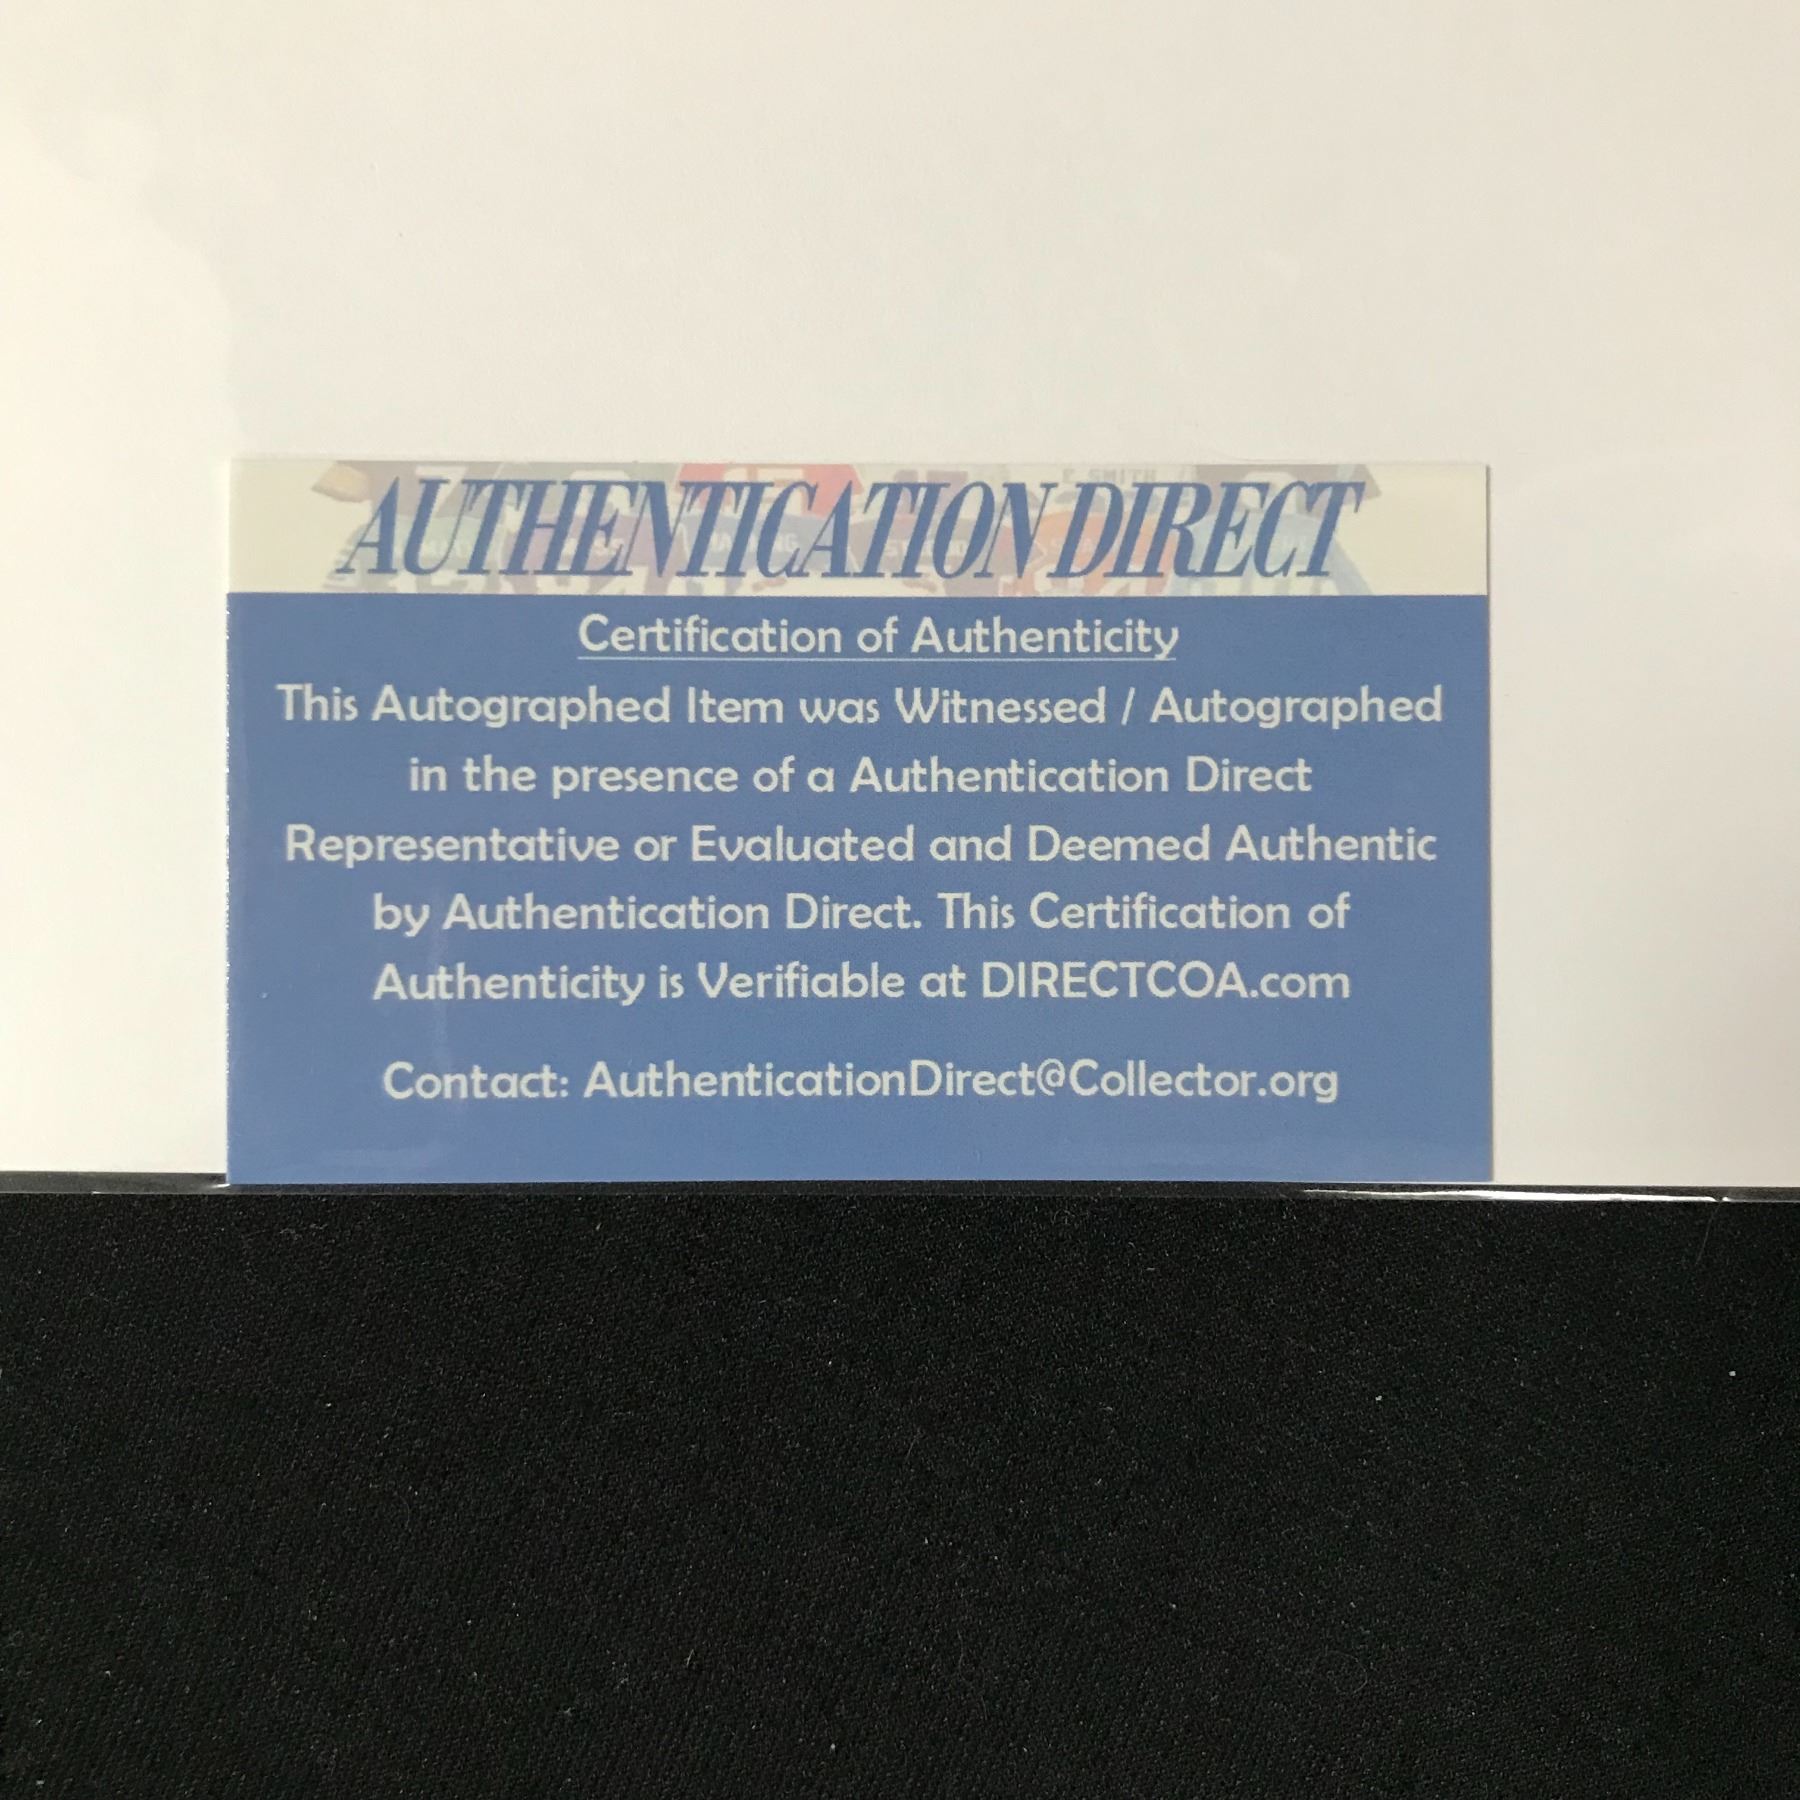 AUTHENTICATION DIRECT
Certification of Authenticity
This Autographed Item was Witnessed / Autographed
in the presence of a Authentication Direct
Representative or Evaluated and Deemed Authentic
by Authentication Direct. This Certification of
Authenticity is Verifiable at DIRECTCOA.com
Contact: AuthenticationDirect@Collector.org